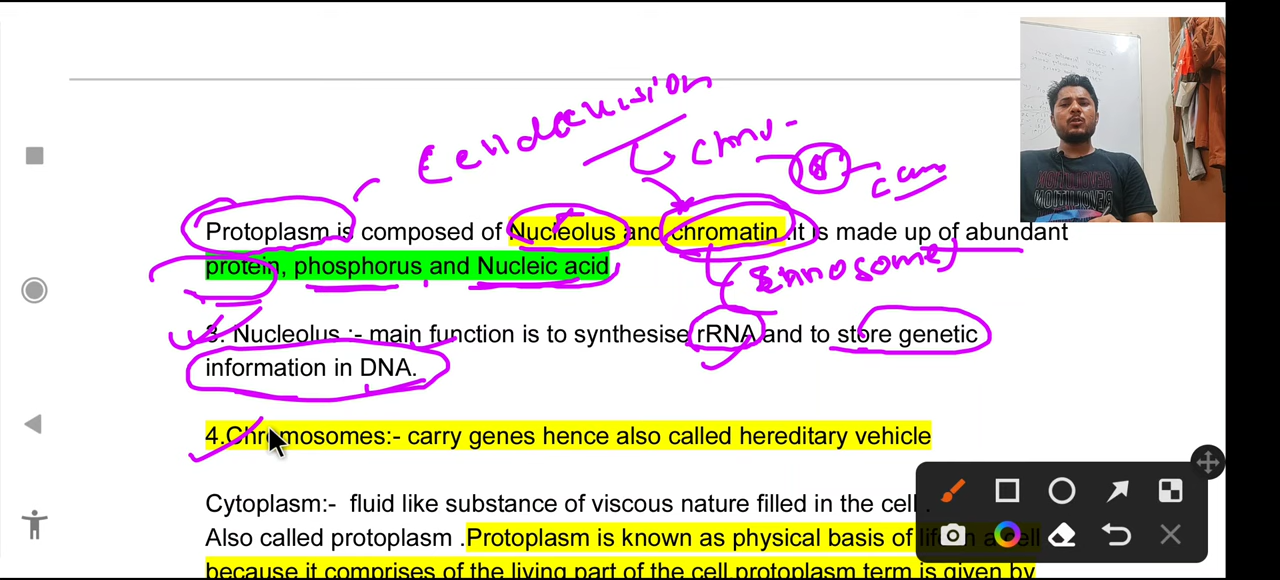 Protoplasm is composed of Nucleolus and chromatin .It is made up of abundant
protein, phosphorus and Nucleic acid
3. Nucleolus :- main function is to synthesise rRNA and to store genetic
information in DNA.
4.Chromosomes:- carry genes hence also called hereditary vehicle
Cytoplasm:- fluid like substance of viscous nature filled in the cell .
Also called protoplasm .Protoplasm is known as physical basis of life in a cell
because it comprises of the living part of the cell protoplasm term is given by